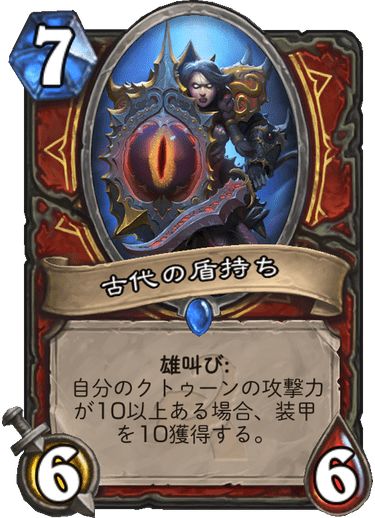 7
古代の盾持ち
雄叫び:
自分のクトゥーンの攻撃力
が10以上ある場合、装甲
を10獲得する。
6
6